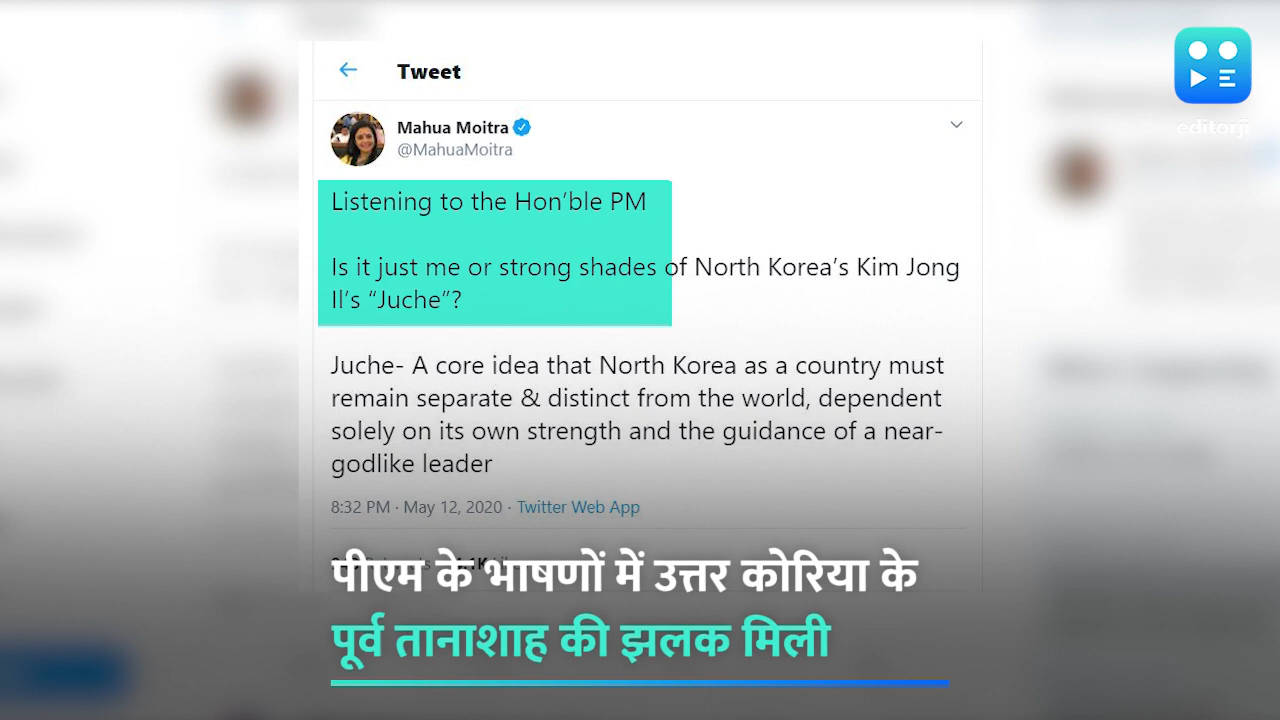 Tweet
editorji
Mahua Moitra
@MahuaMoitra
Listening to the Hon’ble PM
Is it just me or strong shades of North Korea’s Kim Jong
Il’s “Juche”?
Juche- A core idea that North Korea as a country must
remain separate & distinct from the world, dependent
solely on its own strength and the guidance of a near-
godlike leader
8:32 PM · May 12, 2020 · Twitter Web App
पीएम के भाषणों में उत्तर कोरिया के
पूर्व तानाशाह की झलक मिली